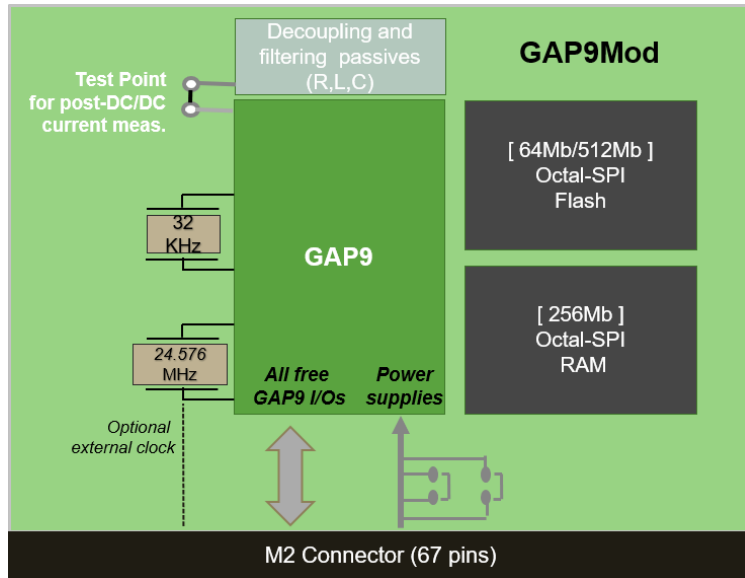 Decoupling and
filtering passives
(R,L,C)
GAP9Mod
Test Point
for post-DC/DC
current meas.
[ 64Mb/512Mb ]
Octal-SPI
Flash
32
KHz
GAP9
[ 256Mb ]
Octal-SPI
RAM
24.576
MHz
All free
GAP9 I/Os
Power
supplies
Optional
external clock
M2 Connector (67 pins)